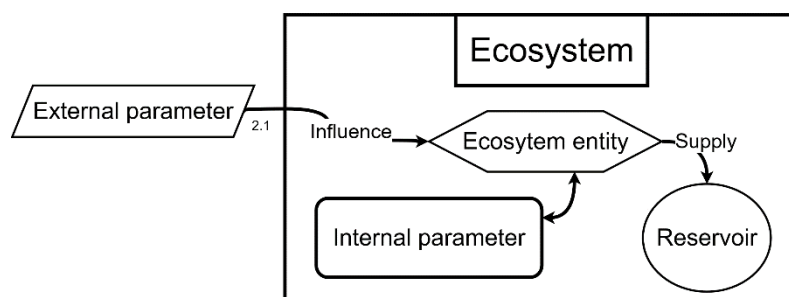 Ecosystem
External parameter
2.1
Influence
Ecosytem entity
Supply
Internal parameter
Reservoir